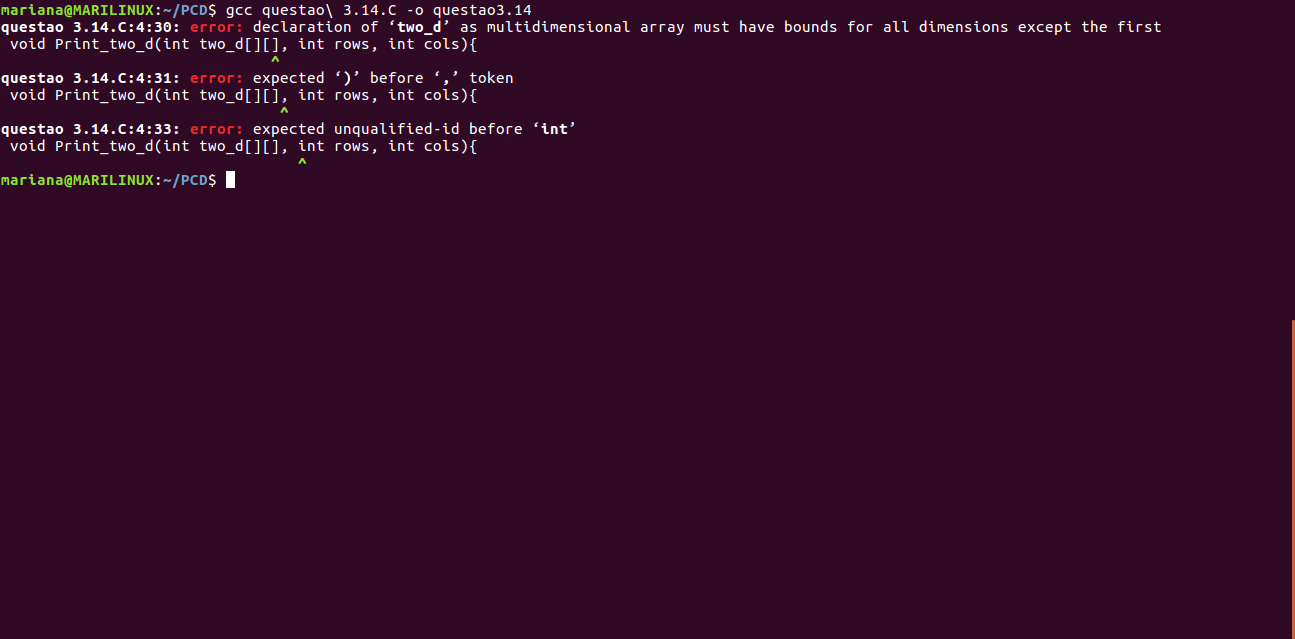 mariana@MARILINUX:~/PCD$ gcc questao\ 3.14.C -o questao3.14
questao 3.14.C:4:30: error: declaration of ‘two_d’ as multidimensional array must have bounds for all dimensions except the first
 void Print_two_d(int two_d[][], int rows, int cols){
                              ^
questao 3.14.C:4:31: error: expected ‘)’ before ‘,’ token
 void Print_two_d(int two_d[][], int rows, int cols){
                               ^
questao 3.14.C:4:33: error: expected unqualified-id before ‘int’
 void Print_two_d(int two_d[][], int rows, int cols){
                                 ^
mariana@MARILINUX:~/PCD$